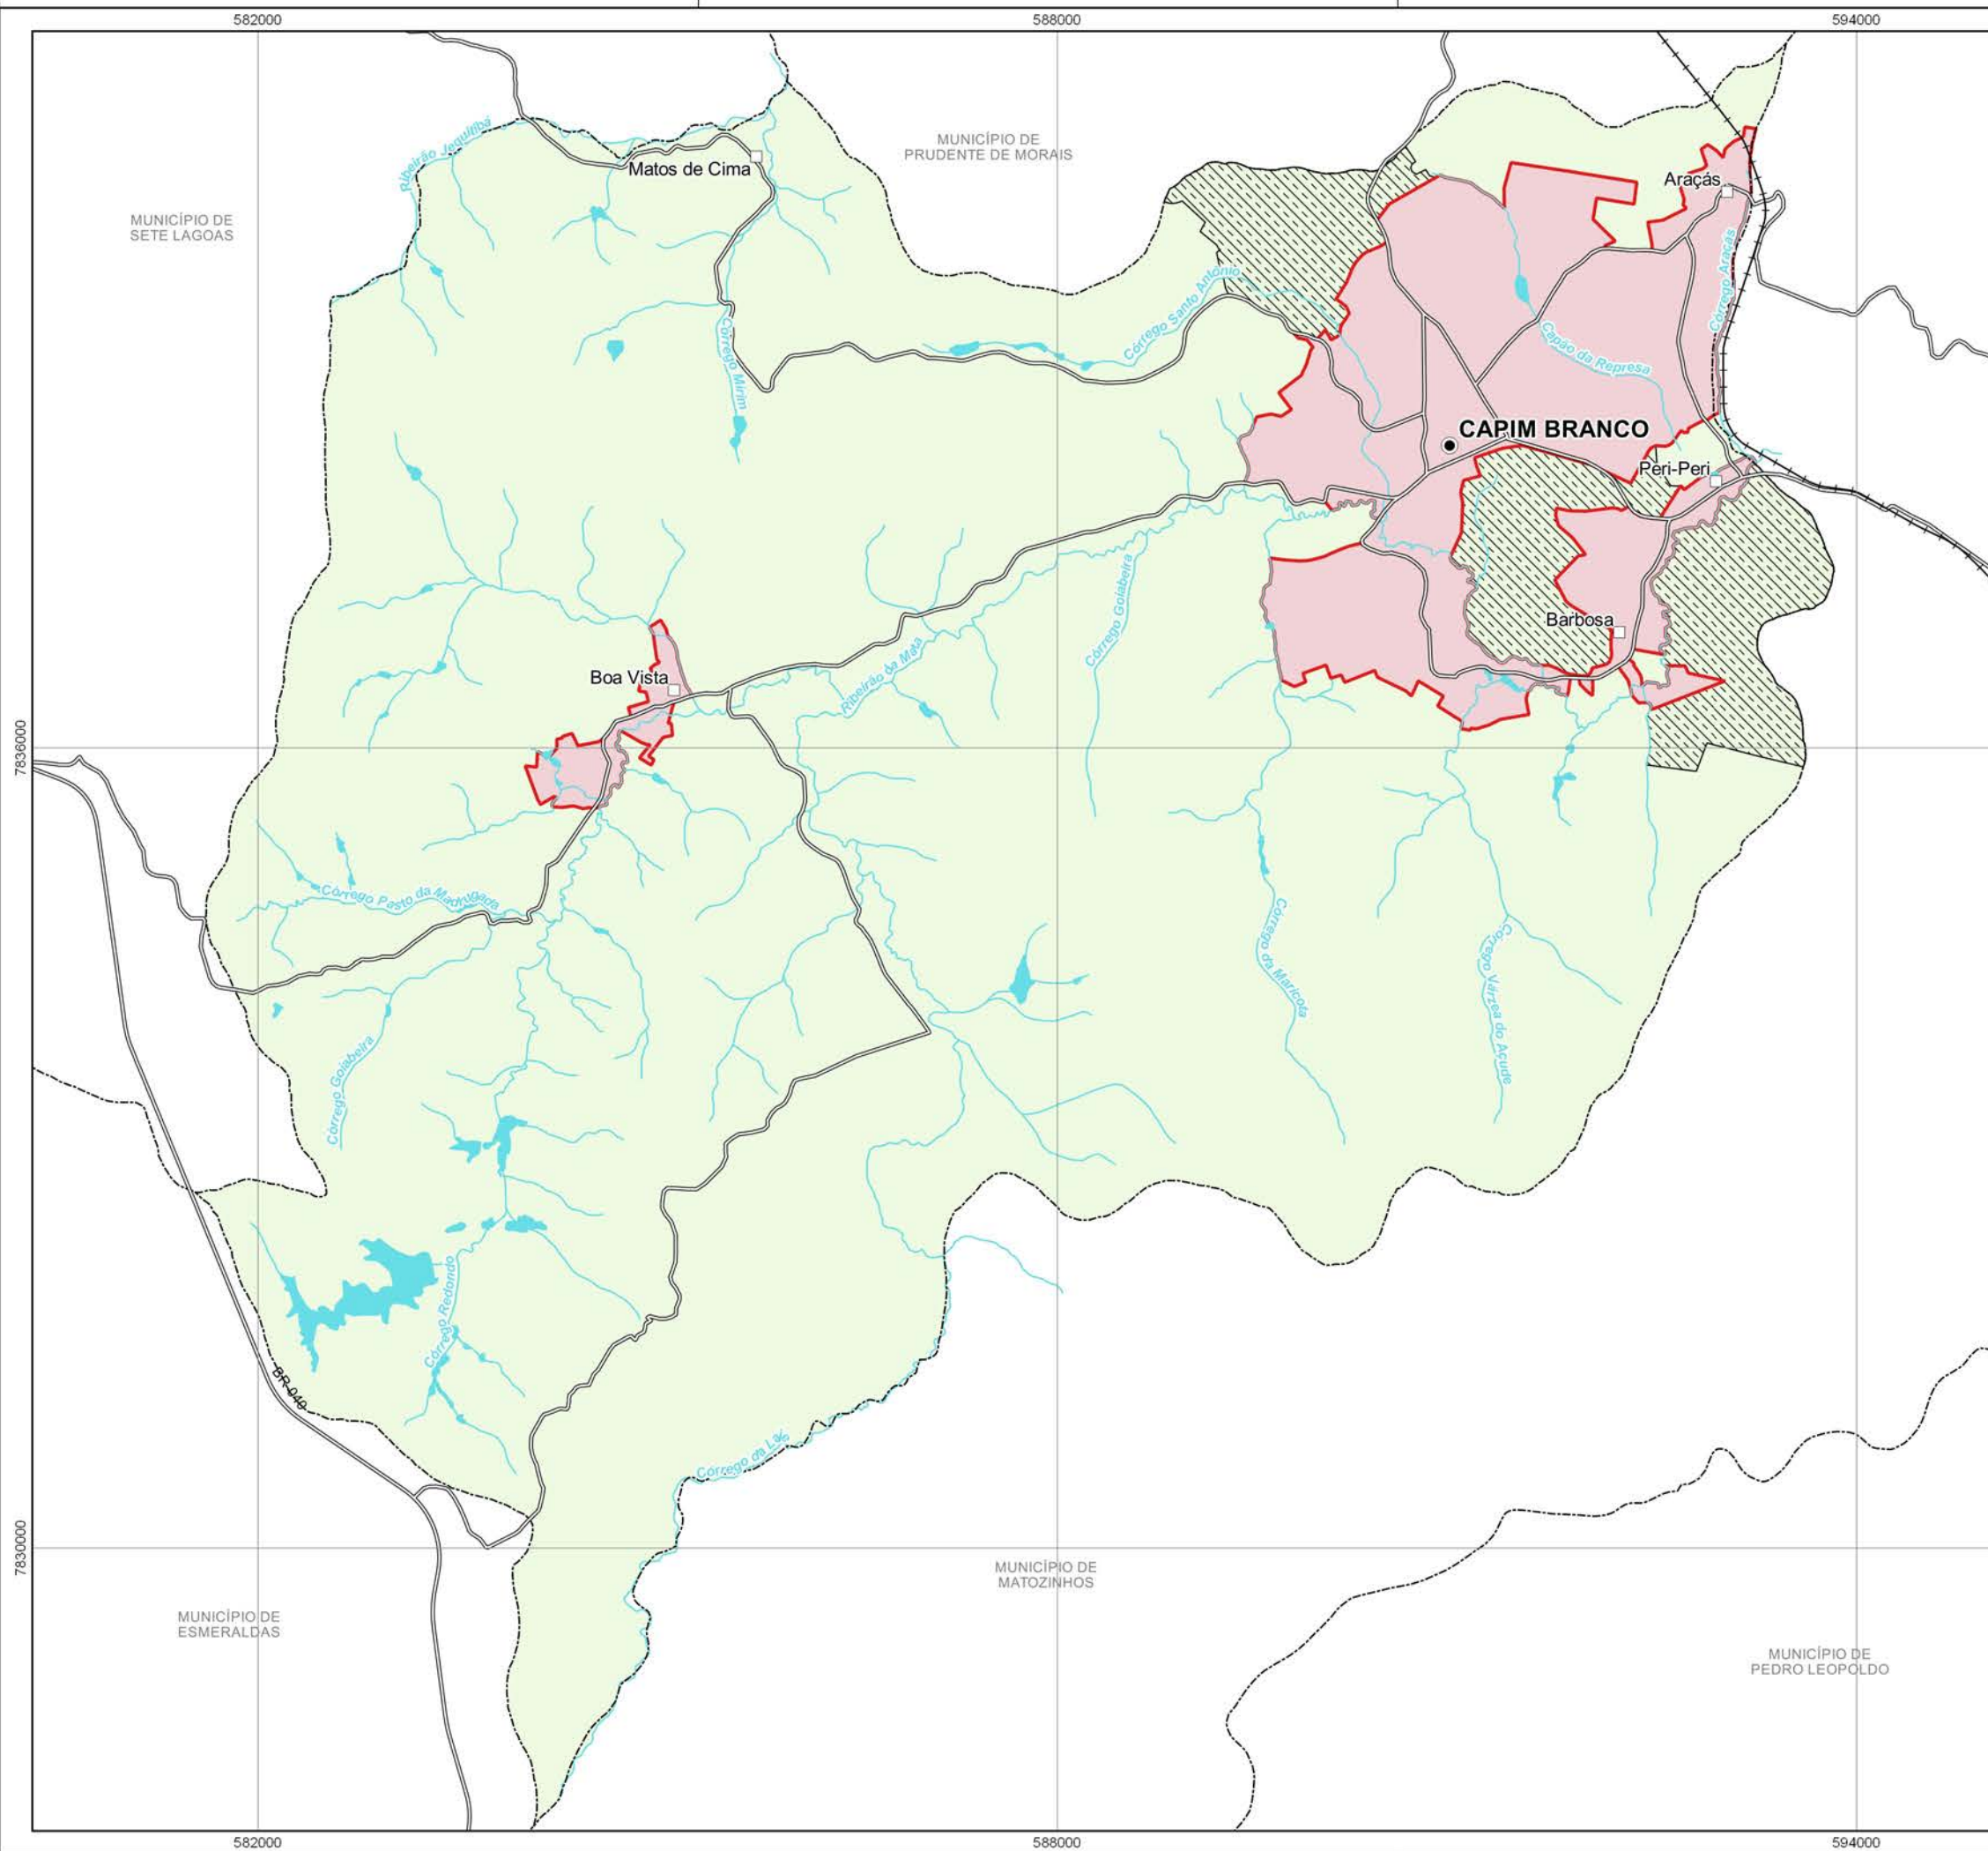 582000
588000
594000
MUNICÍPIO DE
PRUDENTE DE MORAIS
Ribeirão Jequitibá
Matos de Cima
Araçás
MUNICÍPIO DE
SETE LAGOAS
Córrego Araçás
Córrego Santo Antônio
Córrego Mirim
Capão da Represa
CAPIM BRANCO
Peri-Peri
Córrego Goiabeira
Barbosa
Boa Vista
Ribeirão da Mata
7836000
Córrego Pasto da Madrugada
Córrego da Maricota
Córrego Várzea do Açude
Córrego Goiabeira
Córrego Redondo
BR-040
Córrego da
7830000
MUNICÍPIO DE
MATOZINHOS
MUNICÍPIO DE
ESMERALDAS
MUNICÍPIO DE
PEDRO LEOPOLDO
582000
588000
594000